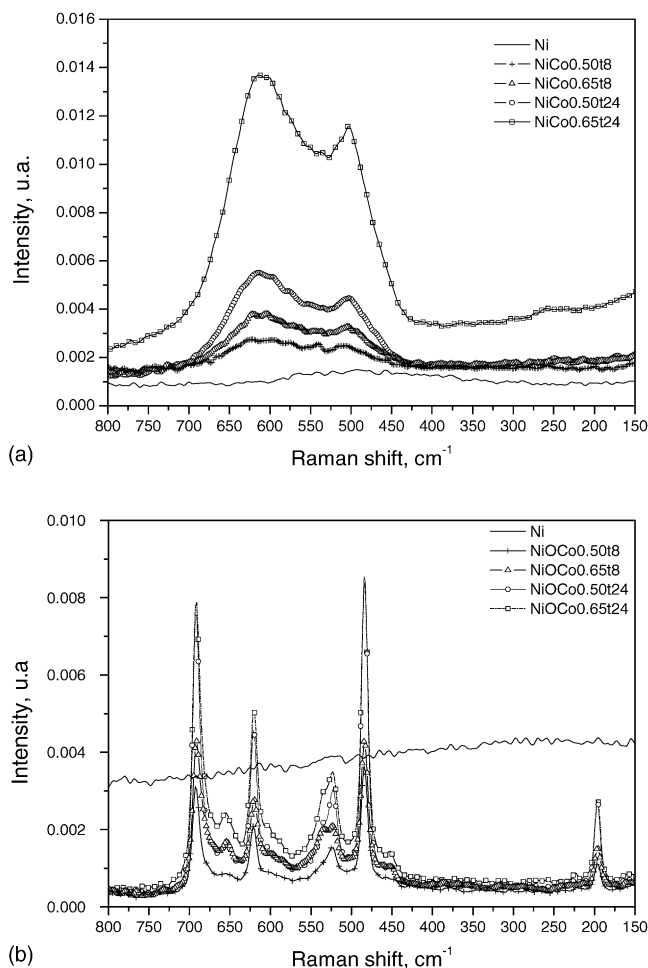 0.016
0.014
0.012
0.010
0.008
0.006
0.004
0.002
0.000
Intensity, u.a.
Ni
NiCo0.50t8
NiCo0.65t8
NiCo0.50t24
NiCo0.65t24
800 750 700 650 600 550 500 450 400 350 300 250 200 150
Raman shift, cm-1
(a)
0.010
0.008
0.006
0.004
0.002
0.000
Intensity, u.a
Ni
NiOCo0.50t8
NiOCo0.65t8
NiOCo0.50t24
NiOCo0.65t24
800 750 700 650 600 550 500 450 400 350 300 250 200 150
Raman shift, cm-1
(b)